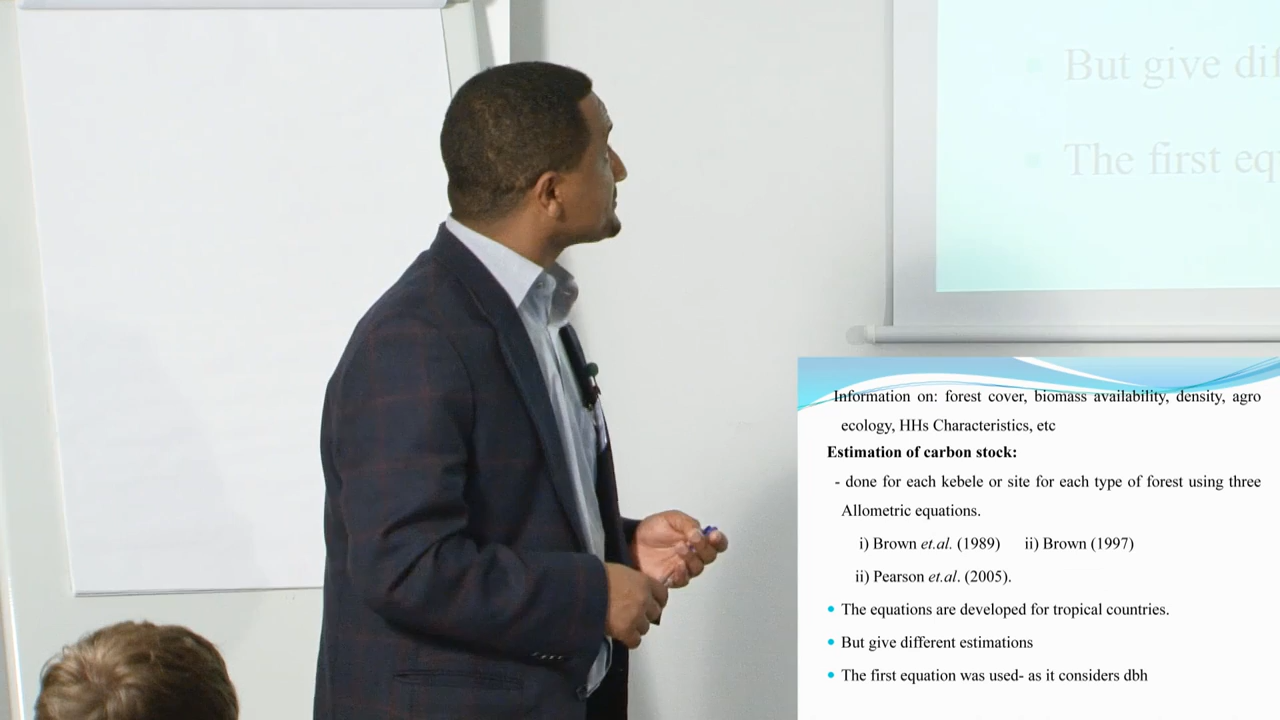 But give
The first
Information on: forest cover, biomass availability, density, agro
ecology, HHs Characteristics, etc
Estimation of carbon stock:
- done for each kebele or site for each type of forest using three
Allometric equations.
i) Brown et.al. (1989) ii) Brown (1997)
ii) Pearson et.al. (2005).
• The equations are developed for tropical countries.
• But give different estimations
• The first equation was used- as it considers dbh